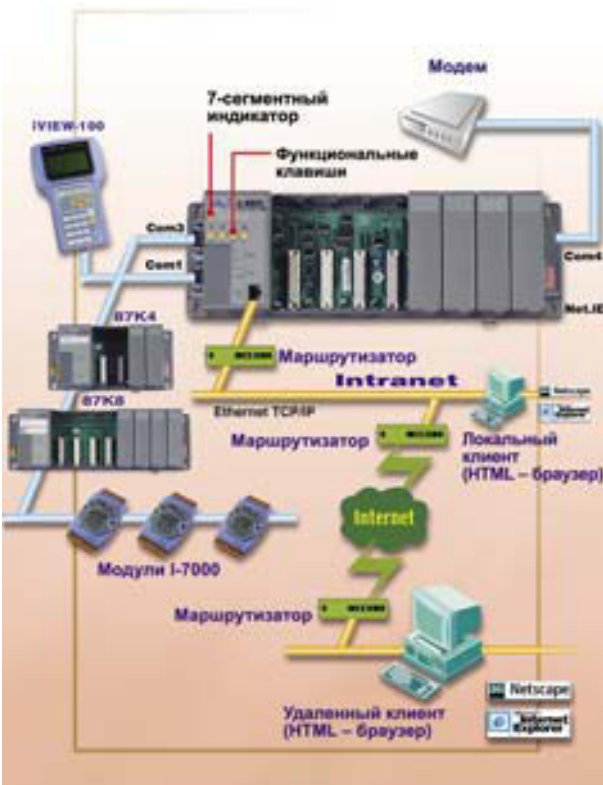 Модем
7-сегментный
индикатор
iVIEW-100
Функциональные
клавиши
Com3
Com1
Com4
87K4
Маршрутизатор
Intranet
Netscape
87K8
Ethernet TCP/IP
Маршрутизатор
Локальный
клиент
(HTML – браузер)
Internet
Модули I-7000
Маршрутизатор
Netscape
Удаленный клиент
(HTML – браузер)
Internet
Explorer